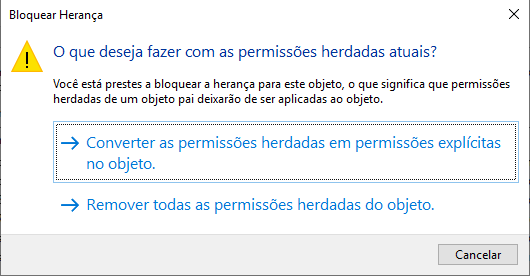 Bloquear Herança
O que deseja fazer com as permissões herdadas atuais?
Você está prestes a bloquear a herança para este objeto, o que significa que permissões
herdadas de um objeto pai deixarão de ser aplicadas ao objeto.
Converter as permissões herdadas em permissões explícitas
no objeto.
Remover todas as permissões herdadas do objeto.
Cancelar